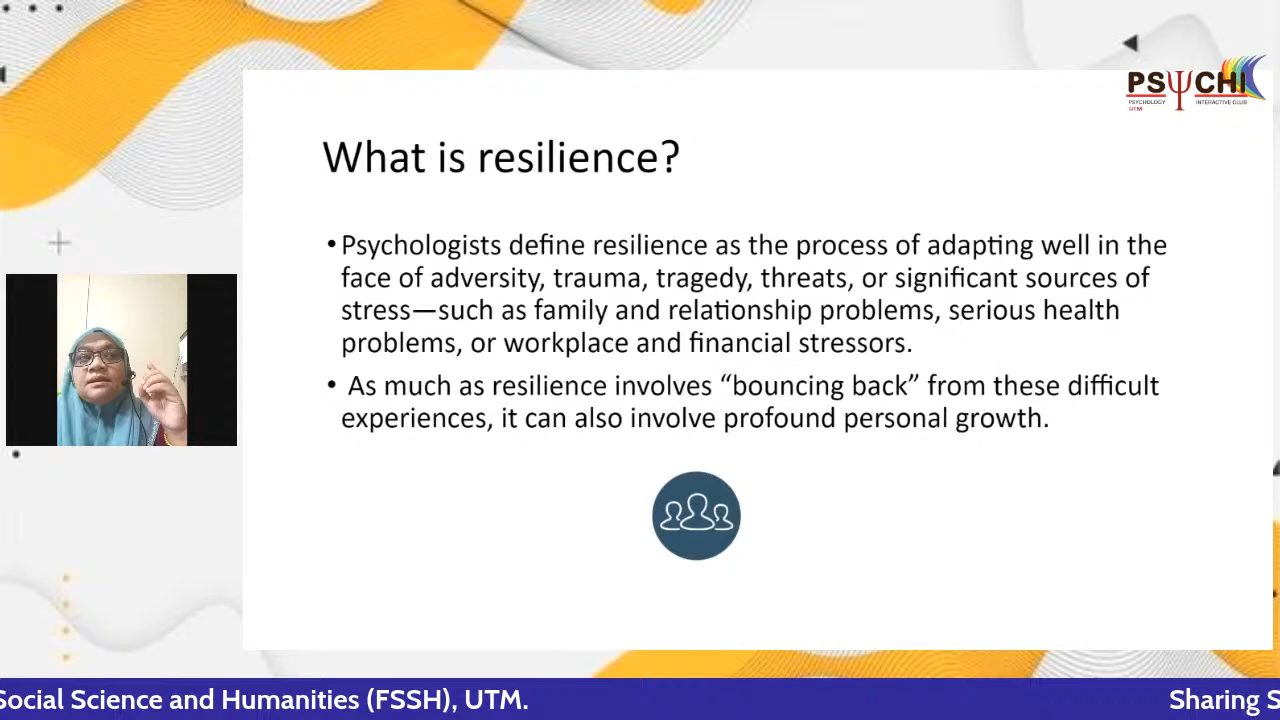 PSYCHI
PSYCHOLOGY INTERACTIVE CLUB
UTM
What is resilience?
•Psychologists define resilience as the process of adapting well in the
face of adversity, trauma, tragedy, threats, or significant sources of
stress—such as family and relationship problems, serious health
problems, or workplace and financial stressors.
• As much as resilience involves “bouncing back” from these difficult
experiences, it can also involve profound personal growth.
Social Science and Humanities (FSSH), UTM. Sharing S